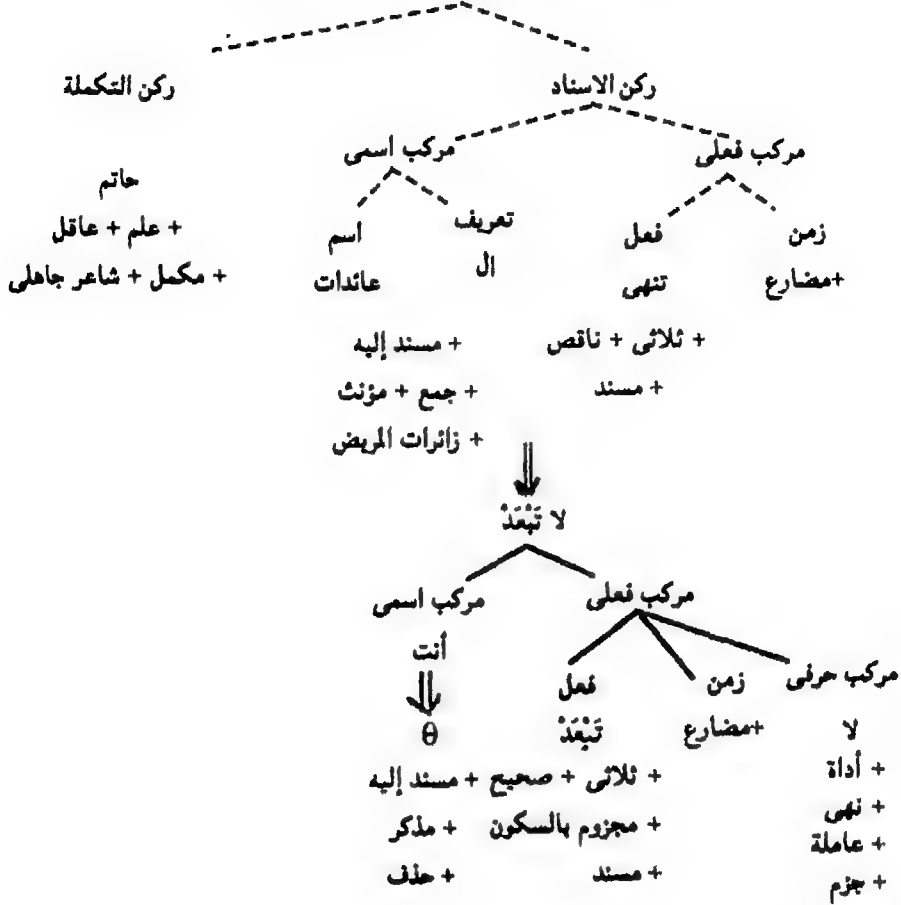 ركن الاسناد ركن التكملة
مركب فعلى مركب اسمى
حاتم
زمن فعل تعريف اسم + علم + عاقل
+مضارع تنهى ال عائدات + مكمل + شاعر جاهلى
+ ثلاثى + ناقص + مسند إليه
+ مسند + جمع + مؤنث
+ زائرات المريض
لا تَبْعَدْ
مركب فعلى مركب اسمى
أنت
مركب حرفى زمن فعل
لا +مضارع تَبْعَدْ θ
+ أداة + ثلاثى + صحيح + مسند إليه
+ نهى + مجزوم بالسكون + مذكر
+ عاملة
+ جزم + مسند + حذف